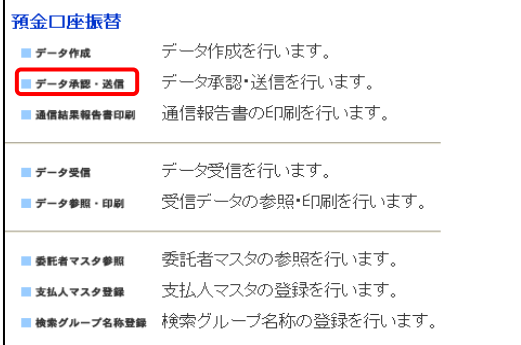 預金口座振替
データ作成 データ作成を行います。
データ承認・送信 データ承認・送信を行います。
通信結果報告書印刷 通信報告書の印刷を行います。
データ受信 データ受信を行います。
データ参照・印刷 受信データの参照・印刷を行います。
委託者マスタ参照 委託者マスタの参照を行います。
支払人マスタ登録 支払人マスタの登録を行います。
検索グループ名称登録 検索グループ名称の登録を行います。